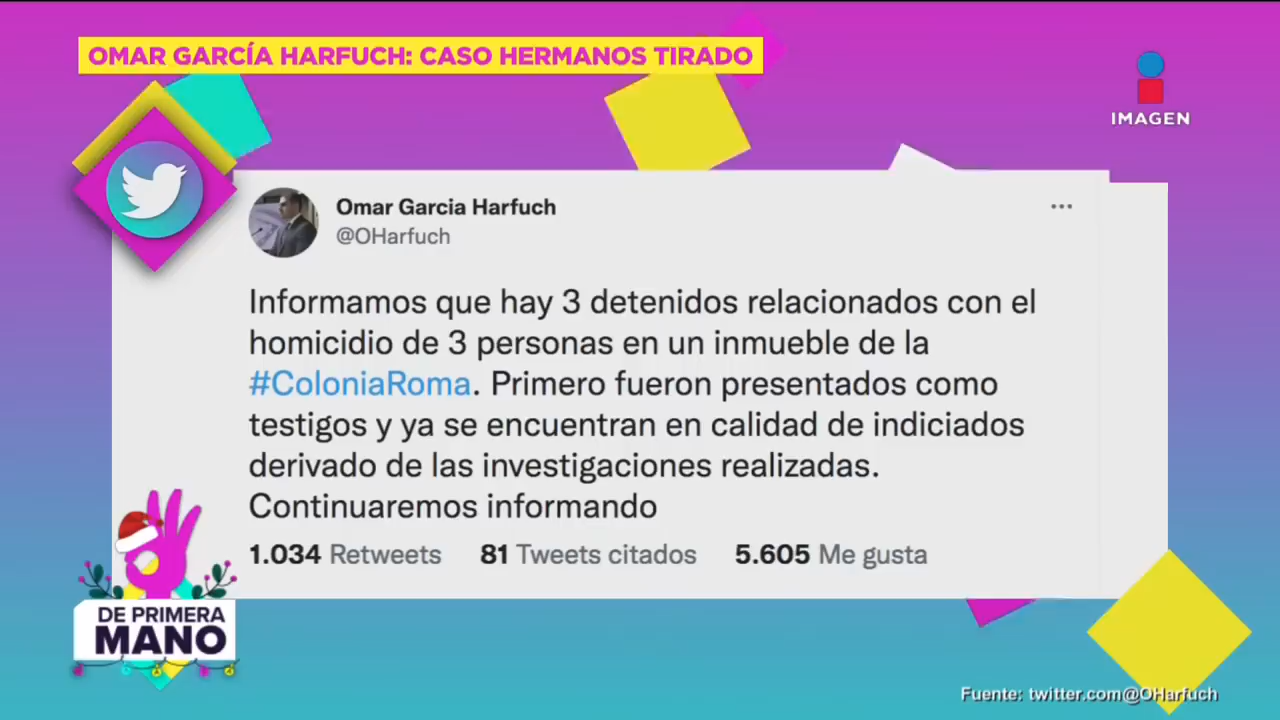 OMAR GARCÍA HARFUCH: CASO HERMANOS TIRADO
IMAGEN
Omar Garcia Harfuch
@OHarfuch
Informamos que hay 3 detenidos relacionados con el
homicidio de 3 personas en un inmueble de la
#ColoniaRoma. Primero fueron presentados como
testigos y ya se encuentran en calidad de indiciados
derivado de las investigaciones realizadas.
Continuaremos informando
1.034 Retweets 81 Tweets citados 5.605 Me gusta
DE PRIMERA
MANO
Fuente: twitter.com@OHarfuch